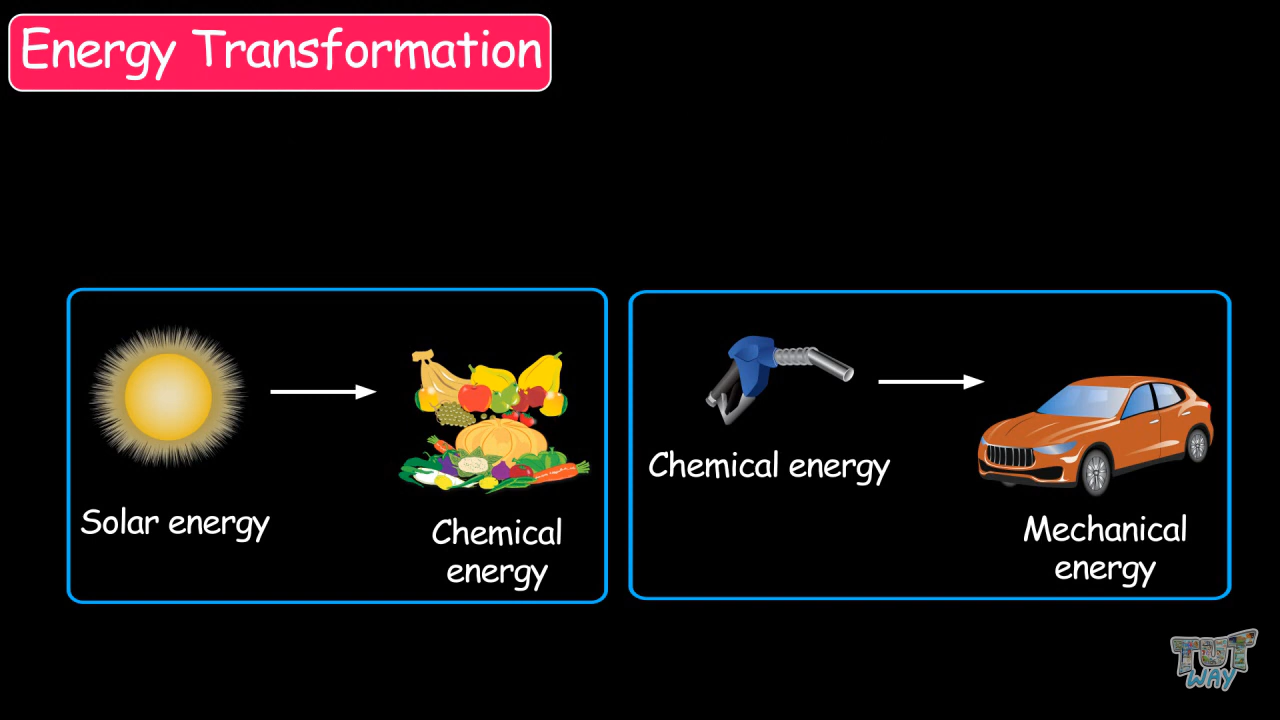 Energy Transformation
Solar energy
Chemical
energy
Chemical energy
Mechanical
energy
TUT
WAY